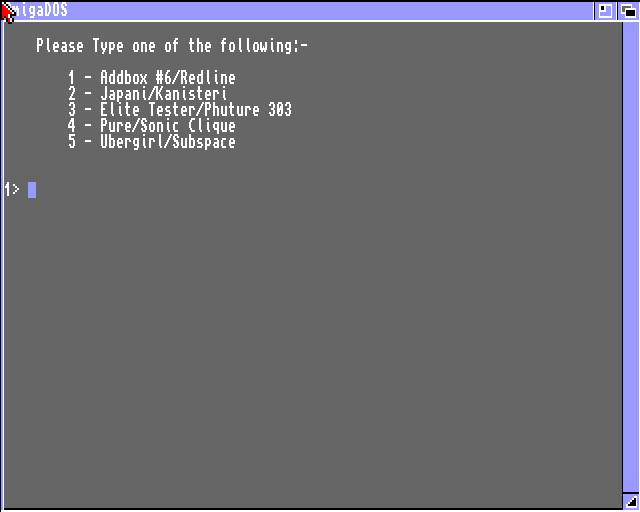 migaDOS
Please Type one of the following:-
1 - Addbox #6/Redline
2 - Japani/Kanisteri
3 - Elite Tester/Phuture 303
4 - Pure/Sonic Clique
5 - Ubergirl/Subspace
1>